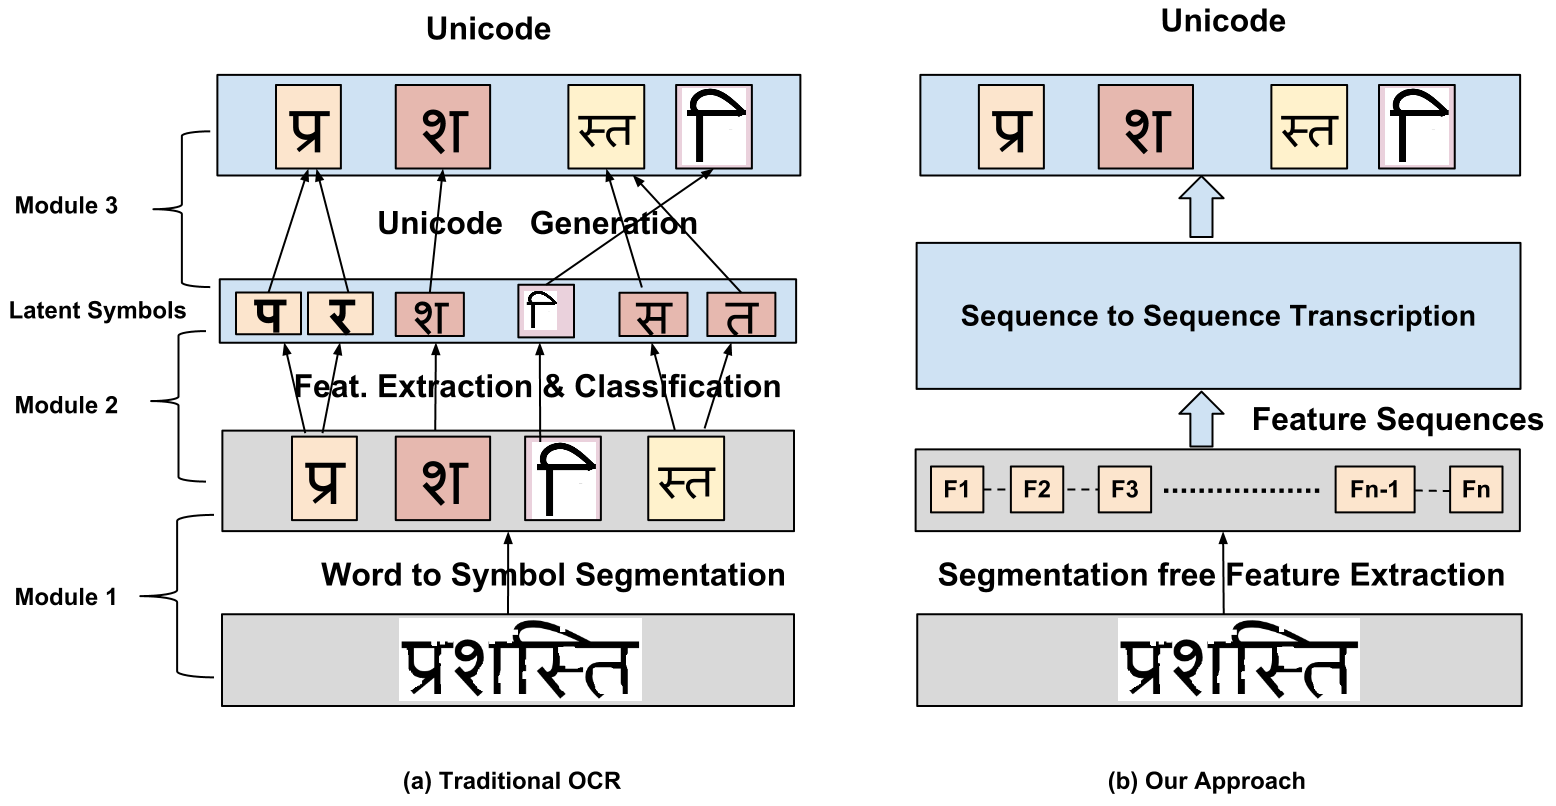 Unicode
प्र श स्त ि
Module 3
Unicode Generation
Latent Symbols
प र श ि स त
Module 2
Feat. Extraction & Classification
प्र श ि स्त
Module 1
Word to Symbol Segmentation
प्रशस्ति
(a) Traditional OCR
Unicode
प्र श स्त ि
Sequence to Sequence Transcription
Feature Sequences
F1 F2 F3 Fn-1 Fn
Segmentation free Feature Extraction
प्रशस्ति
(b) Our Approach